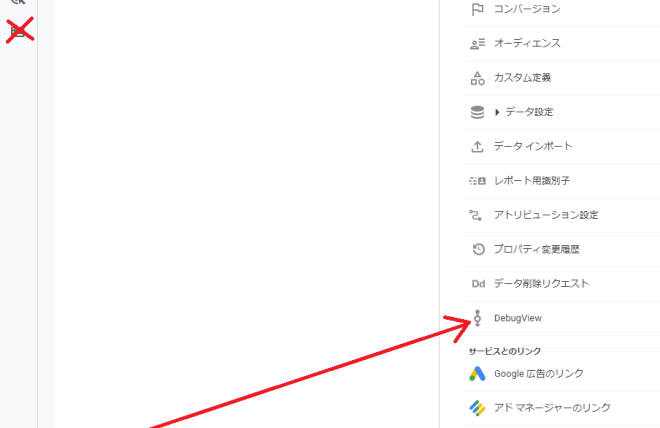 コンバージョン
オーディエンス
カスタム定義
データ設定
データ インポート
レポート用識別子
アトリビューション設定
プロパティ変更履歴
Dd データ削除リクエスト
DebugView
サービスとのリンク
Google 広告のリンク
アド マネージャーのリンク